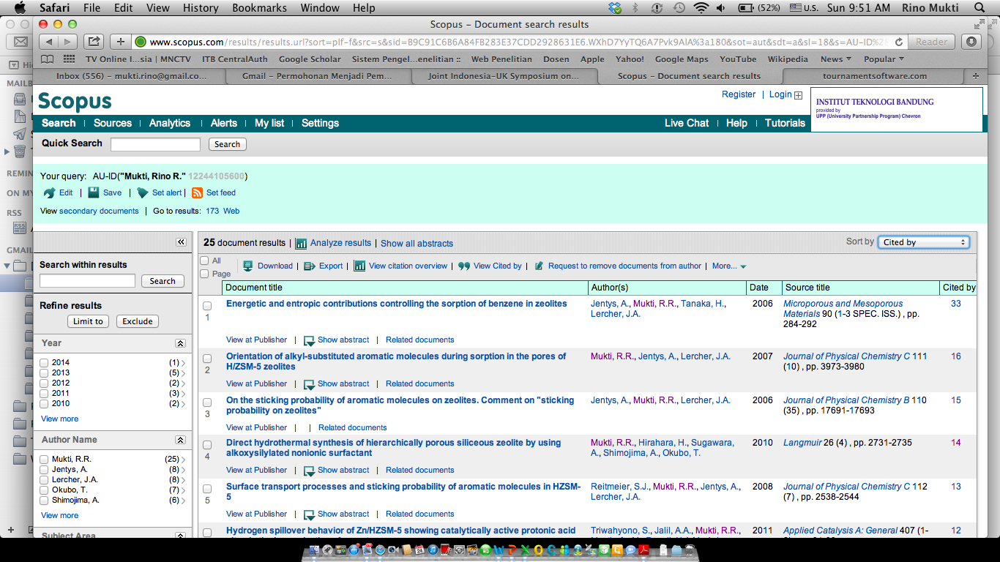 Safari File Edit View History Bookmarks Window Help (52%) U.S. Sun 9:51 AM Rino Mukti
Scopus – Document search results
www.scopus.com/results/results.url?sort=plf-f&src=s&sid=B9C91C6B6A84FB283E37CDD2928631E6.WXhD7YyTQ6A7Pvk9AlA%3a180&sot=aut&sdt=a&sl=18&s=AU-ID%28 Reader
TV Online I...sia | MNCTV ITB CentralAuth Google Scholar Sistem Pengel...enelitian :: Web Penelitian Dosen Apple Yahoo! Google Maps YouTube Wikipedia News Popular
Inbox (556) – mukti.rino@gmail.co... Gmail – Permohonan Menjadi Pem... Joint Indonesia-UK Symposium on... Scopus – Document search results tournamentsoftware.com
MAILB
REMIN
ON MY
RSS
GMAIL
Scopus
Register | Login
INSTITUT TEKNOLOGI BANDUNG
provided by
UPP (University Partnership Program) Chevron
Search | Sources | Analytics | Alerts | My list | Settings Live Chat | Help | Tutorials
Quick Search Search
Your query: AU-ID("Mukti, Rino R." 12244105600)
Edit | Save | Set alert | Set feed
View secondary documents | Go to results: 173 Web
25 document results | Analyze results | Show all abstracts Sort by Cited by
All
Page
Download | Export | View citation overview | View Cited by | Request to remove documents from author | More...
Search within results
Search
Refine results
Limit to Exclude
Year
2014 (1)
2013 (5)
2012 (2)
2011 (3)
2010 (2)
View more
Author Name
Mukti, R.R. (25)
Jentys, A. (8)
Lercher, J.A. (8)
Okubo, T. (7)
Shimojima, A. (6)
View more
Subject Area
Document title Author(s) Date Source title Cited by
1 Energetic and entropic contributions controlling the sorption of benzene in zeolites Jentys, A., Mukti, R.R., Tanaka, H., 2006 Microporous and Mesoporous 33
Lercher, J.A. Materials 90 (1-3 SPEC. ISS.) , pp.
284-292
View at Publisher | Show abstract | Related documents
2 Orientation of alkyl-substituted aromatic molecules during sorption in the pores of Mukti, R.R., Jentys, A., Lercher, J.A. 2007 Journal of Physical Chemistry C 111 16
H/ZSM-5 zeolites (10) , pp. 3973-3980
View at Publisher | Show abstract | Related documents
3 On the sticking probability of aromatic molecules on zeolites. Comment on "sticking Jentys, A., Mukti, R.R., Lercher, J.A. 2006 Journal of Physical Chemistry B 110 15
probability on zeolites" (35) , pp. 17691-17693
View at Publisher | | Related documents
4 Direct hydrothermal synthesis of hierarchically porous siliceous zeolite by using Mukti, R.R., Hirahara, H., Sugawara, 2010 Langmuir 26 (4) , pp. 2731-2735 14
alkoxysilylated nonionic surfactant A., Shimojima, A., Okubo, T.
View at Publisher | Show abstract | Related documents
5 Surface transport processes and sticking probability of aromatic molecules in HZSM- Reitmeier, S.J., Mukti, R.R., Jentys, A., 2008 Journal of Physical Chemistry C 112 13
5 Lercher, J.A. (7) , pp. 2538-2544
View at Publisher | Show abstract | Related documents
Hydrogen spillover behavior of Zn/HZSM-5 showing catalytically active protonic acid Triwahyono, S., Jalil, A.A., Mukti, R.R., 2011 Applied Catalysis A: General 407 (1- 12